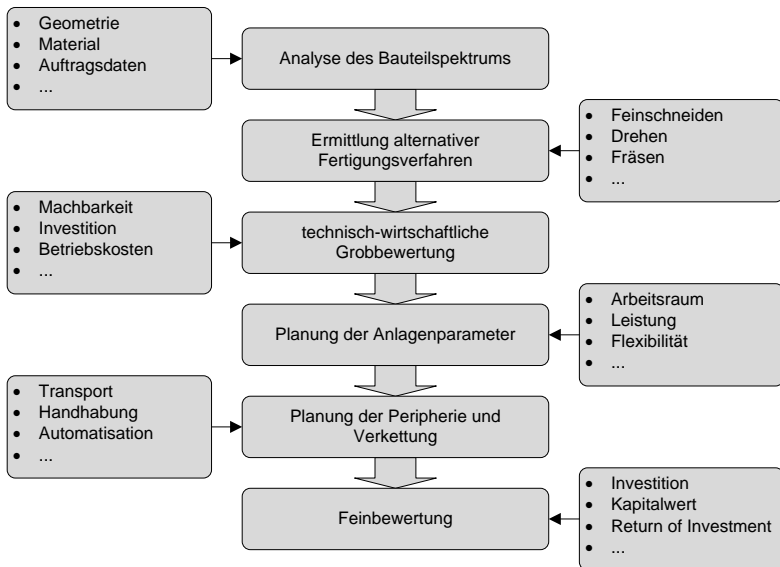 • Geometrie
• Material
• Auftragsdaten
• ...
Analyse des Bauteilspektrums
Ermittlung alternativer
Fertigungsverfahren
• Feinschneiden
• Drehen
• Fräsen
• ...
• Machbarkeit
• Investition
• Betriebskosten
• ...
technisch-wirtschaftliche
Grobbewertung
Planung der Anlagenparameter
• Arbeitsraum
• Leistung
• Flexibilität
• ...
• Transport
• Handhabung
• Automatisation
• ...
Planung der Peripherie und
Verkettung
Feinbewertung
• Investition
• Kapitalwert
• Return of Investment
• ...